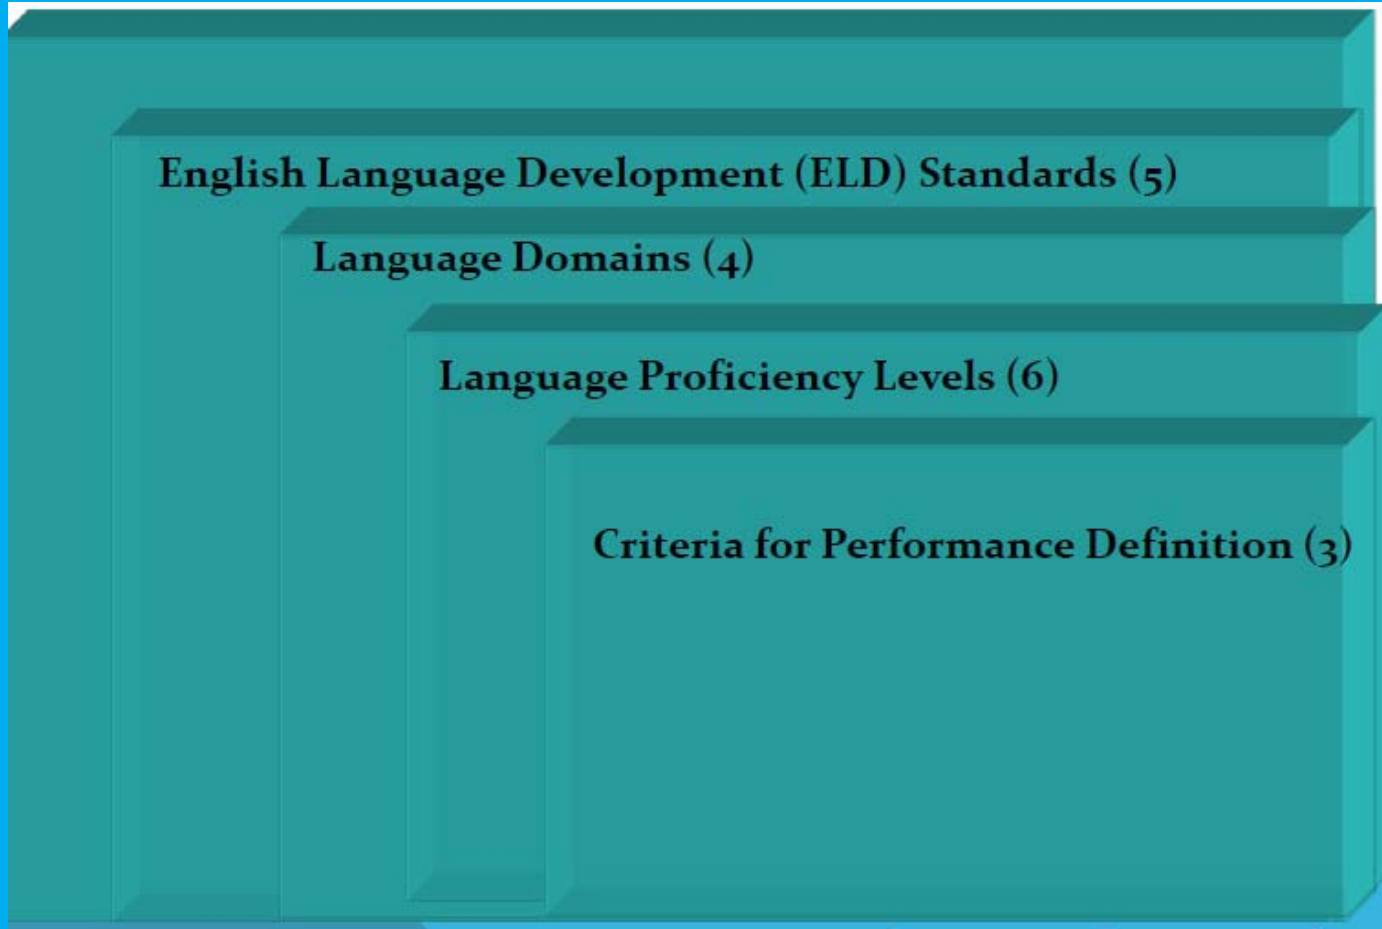 English Language Development (ELD) Standards (5)
Language Domains (4)
Language Proficiency Levels (6)
Criteria for Performance Definition (3)